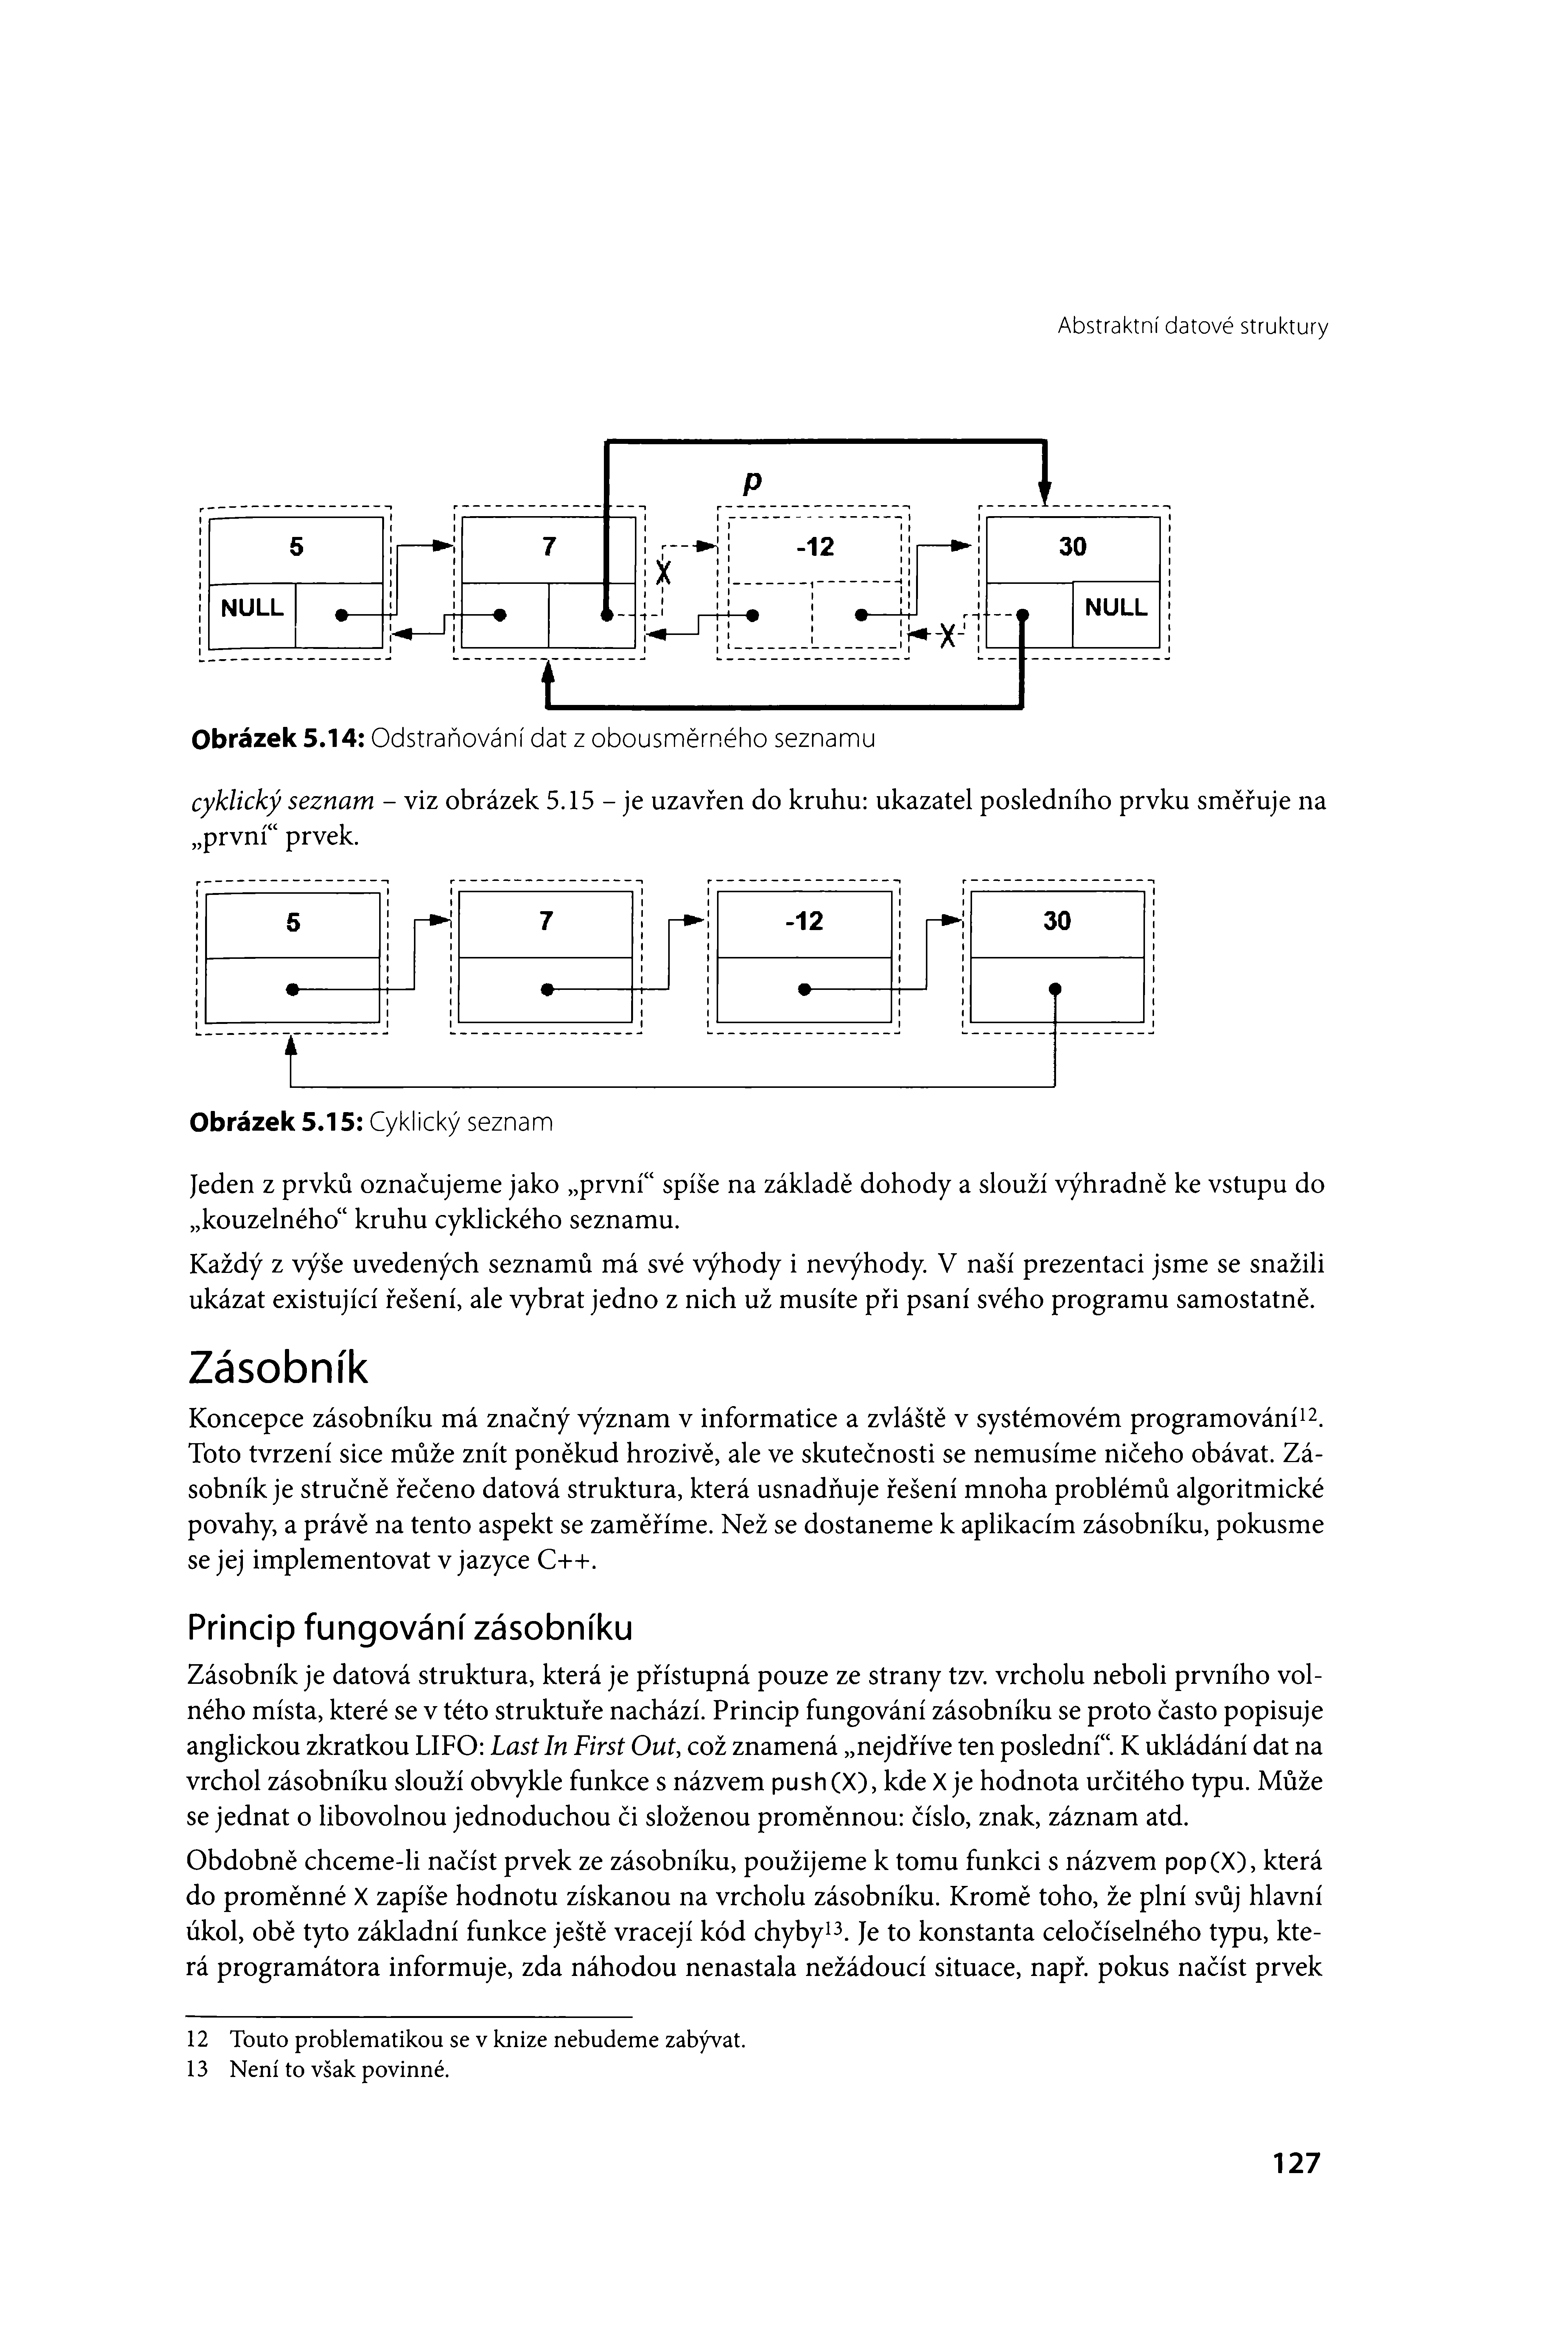 Abstraktní datové struktury
p
5 7 -12 30
NULL NULL
X X
Obrázek 5.14: Odstraňování dat z obousměrného seznamu
cyklický seznam – viz obrázek 5.15 – je uzavřen do kruhu: ukazatel posledního prvku směřuje na
„první“ prvek.
5 7 -12 30
Obrázek 5.15: Cyklický seznam
Jeden z prvků označujeme jako „první“ spíše na základě dohody a slouží výhradně ke vstupu do
„kouzelného“ kruhu cyklického seznamu.
Každý z výše uvedených seznamů má své výhody i nevýhody. V naší prezentaci jsme se snažili
ukázat existující řešení, ale vybrat jedno z nich už musíte při psaní svého programu samostatně.
Zásobník
Koncepce zásobníku má značný význam v informatice a zvláště v systémovém programování12.
Toto tvrzení sice může znít poněkud hrozivě, ale ve skutečnosti se nemusíme ničeho obávat. Zá-
sobník je stručně řečeno datová struktura, která usnadňuje řešení mnoha problémů algoritmické
povahy, a právě na tento aspekt se zaměříme. Než se dostaneme k aplikacím zásobníku, pokusme
se jej implementovat v jazyce C++.
Princip fungování zásobníku
Zásobník je datová struktura, která je přístupná pouze ze strany tzv. vrcholu neboli prvního vol-
ného místa, které se v této struktuře nachází. Princip fungování zásobníku se proto často popisuje
anglickou zkratkou LIFO: Last In First Out, což znamená „nejdříve ten poslední“. K ukládání dat na
vrchol zásobníku slouží obvykle funkce s názvem push(X), kde X je hodnota určitého typu. Může
se jednat o libovolnou jednoduchou či složenou proměnnou: číslo, znak, záznam atd.
Obdobně chceme-li načíst prvek ze zásobníku, použijeme k tomu funkci s názvem pop(X), která
do proměnné X zapíše hodnotu získanou na vrcholu zásobníku. Kromě toho, že plní svůj hlavní
úkol, obě tyto základní funkce ještě vracejí kód chyby13. Je to konstanta celočíselného typu, kte-
rá programátora informuje, zda náhodou nenastala nežádoucí situace, např. pokus načíst prvek
12 Touto problematikou se v knize nebudeme zabývat.
13 Není to však povinné.
127